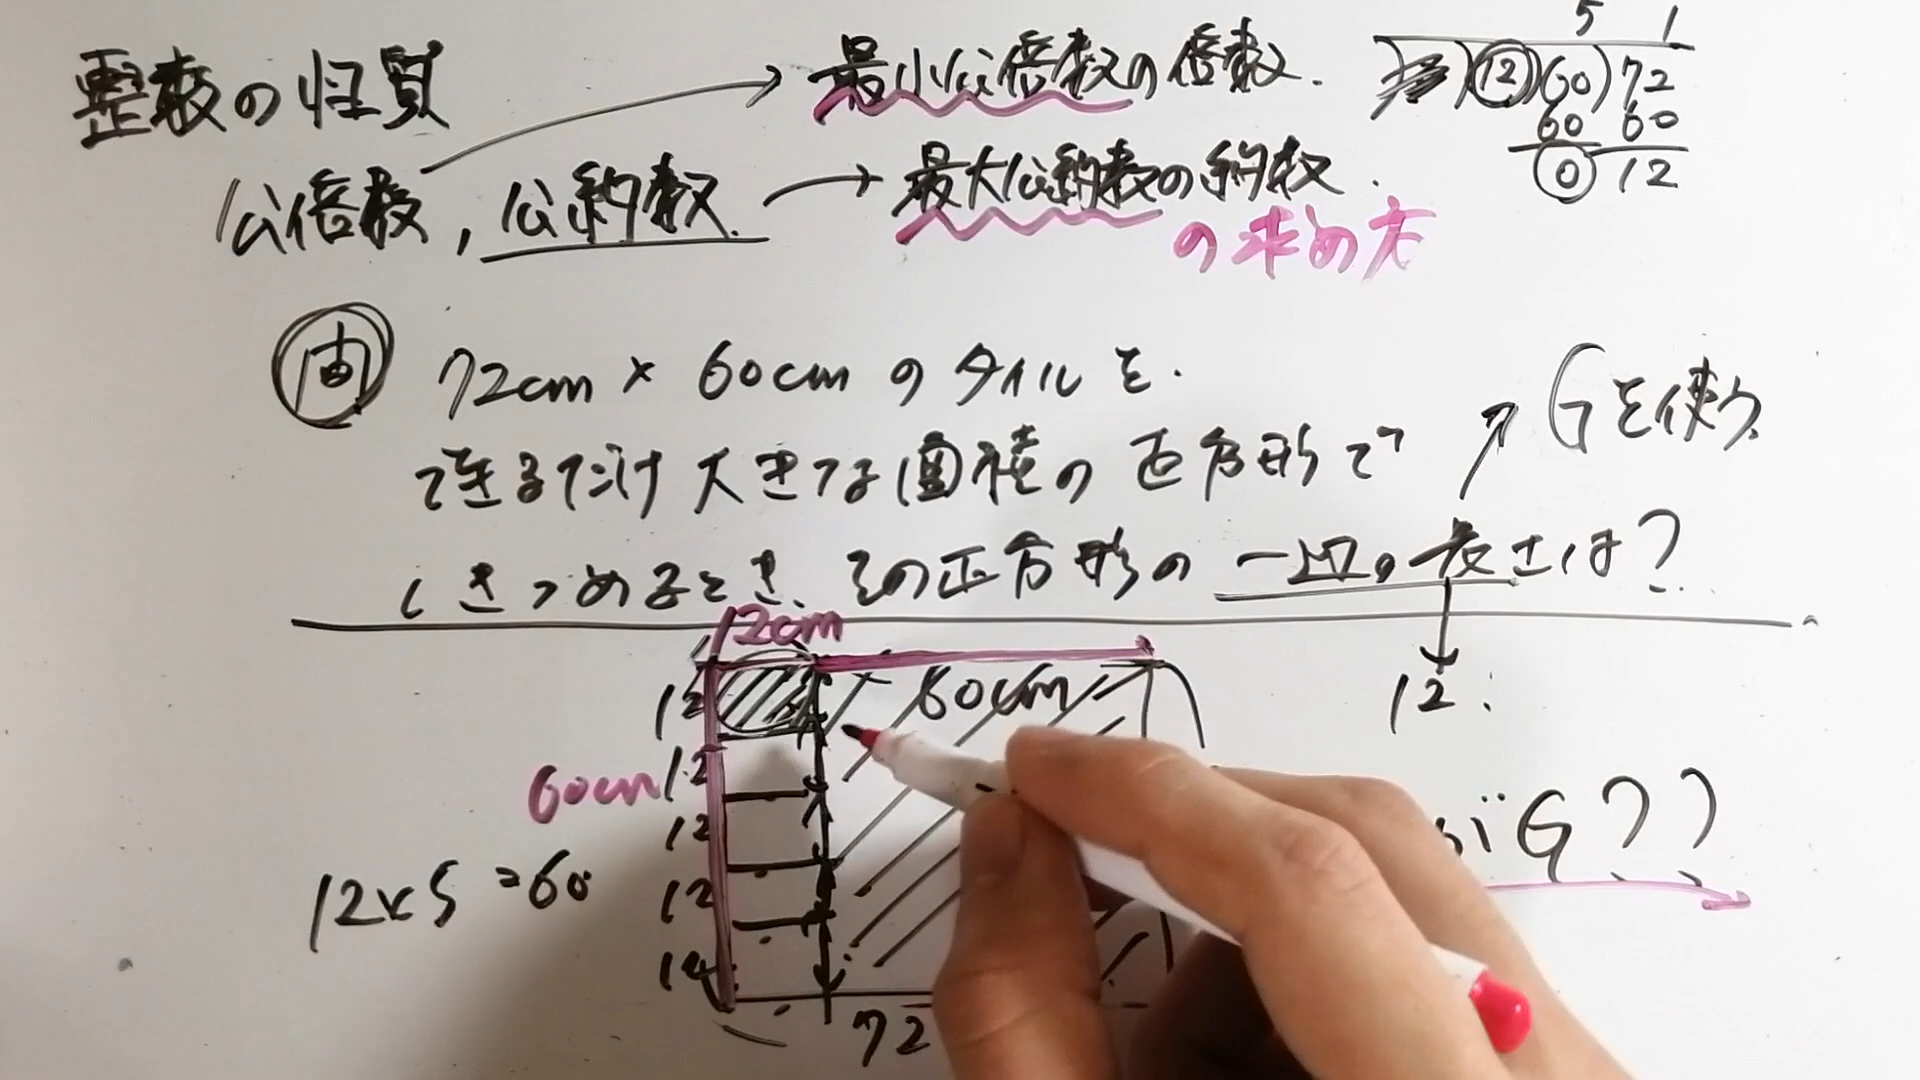 整数の性質
公倍数,公約数.
最小公倍数の倍数.
最大公約数の約数.
の求め方
5 1
12)60)72
60 60
0 12
問 72cm×60cmのタイルを.
できるだけ大きな面積の正方形で
しきつめるとき、その正方形の一辺の長さは?
Gを使う
12.
12cm
60cm
60cm
12
12
12
12
12
12×5=60
72
G??